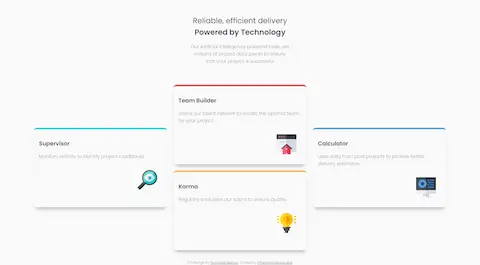 Reliable, efficient delivery
Powered by Technology
Our Artificial Intelligence powered tools use
millions of project data points to ensure
that your project is successful
Supervisor
Monitors activity to identify project roadblocks
Team Builder
Scans our talent network to create the optimal team
for your project
Karma
Regularly evaluates our talent to ensure quality
Calculator
Uses data from past projects to provide better
delivery estimates
Challenge by Frontend Mentor. Coded by